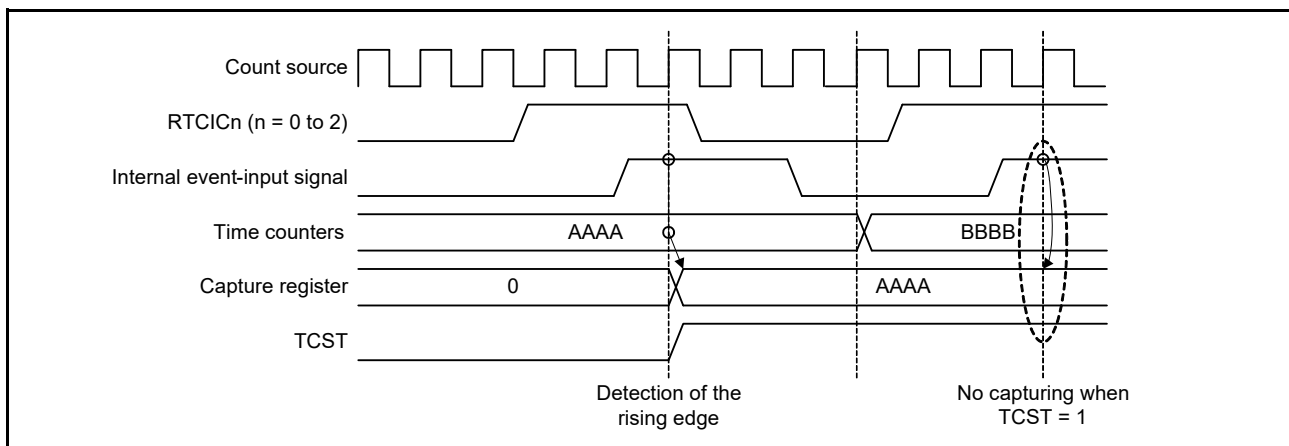 Count source
RTCICn (n = 0 to 2)
Internal event-input signal
Time counters
AAAA
BBBB
Capture register
0
AAAA
TCST
Detection of the
rising edge
No capturing when
TCST = 1